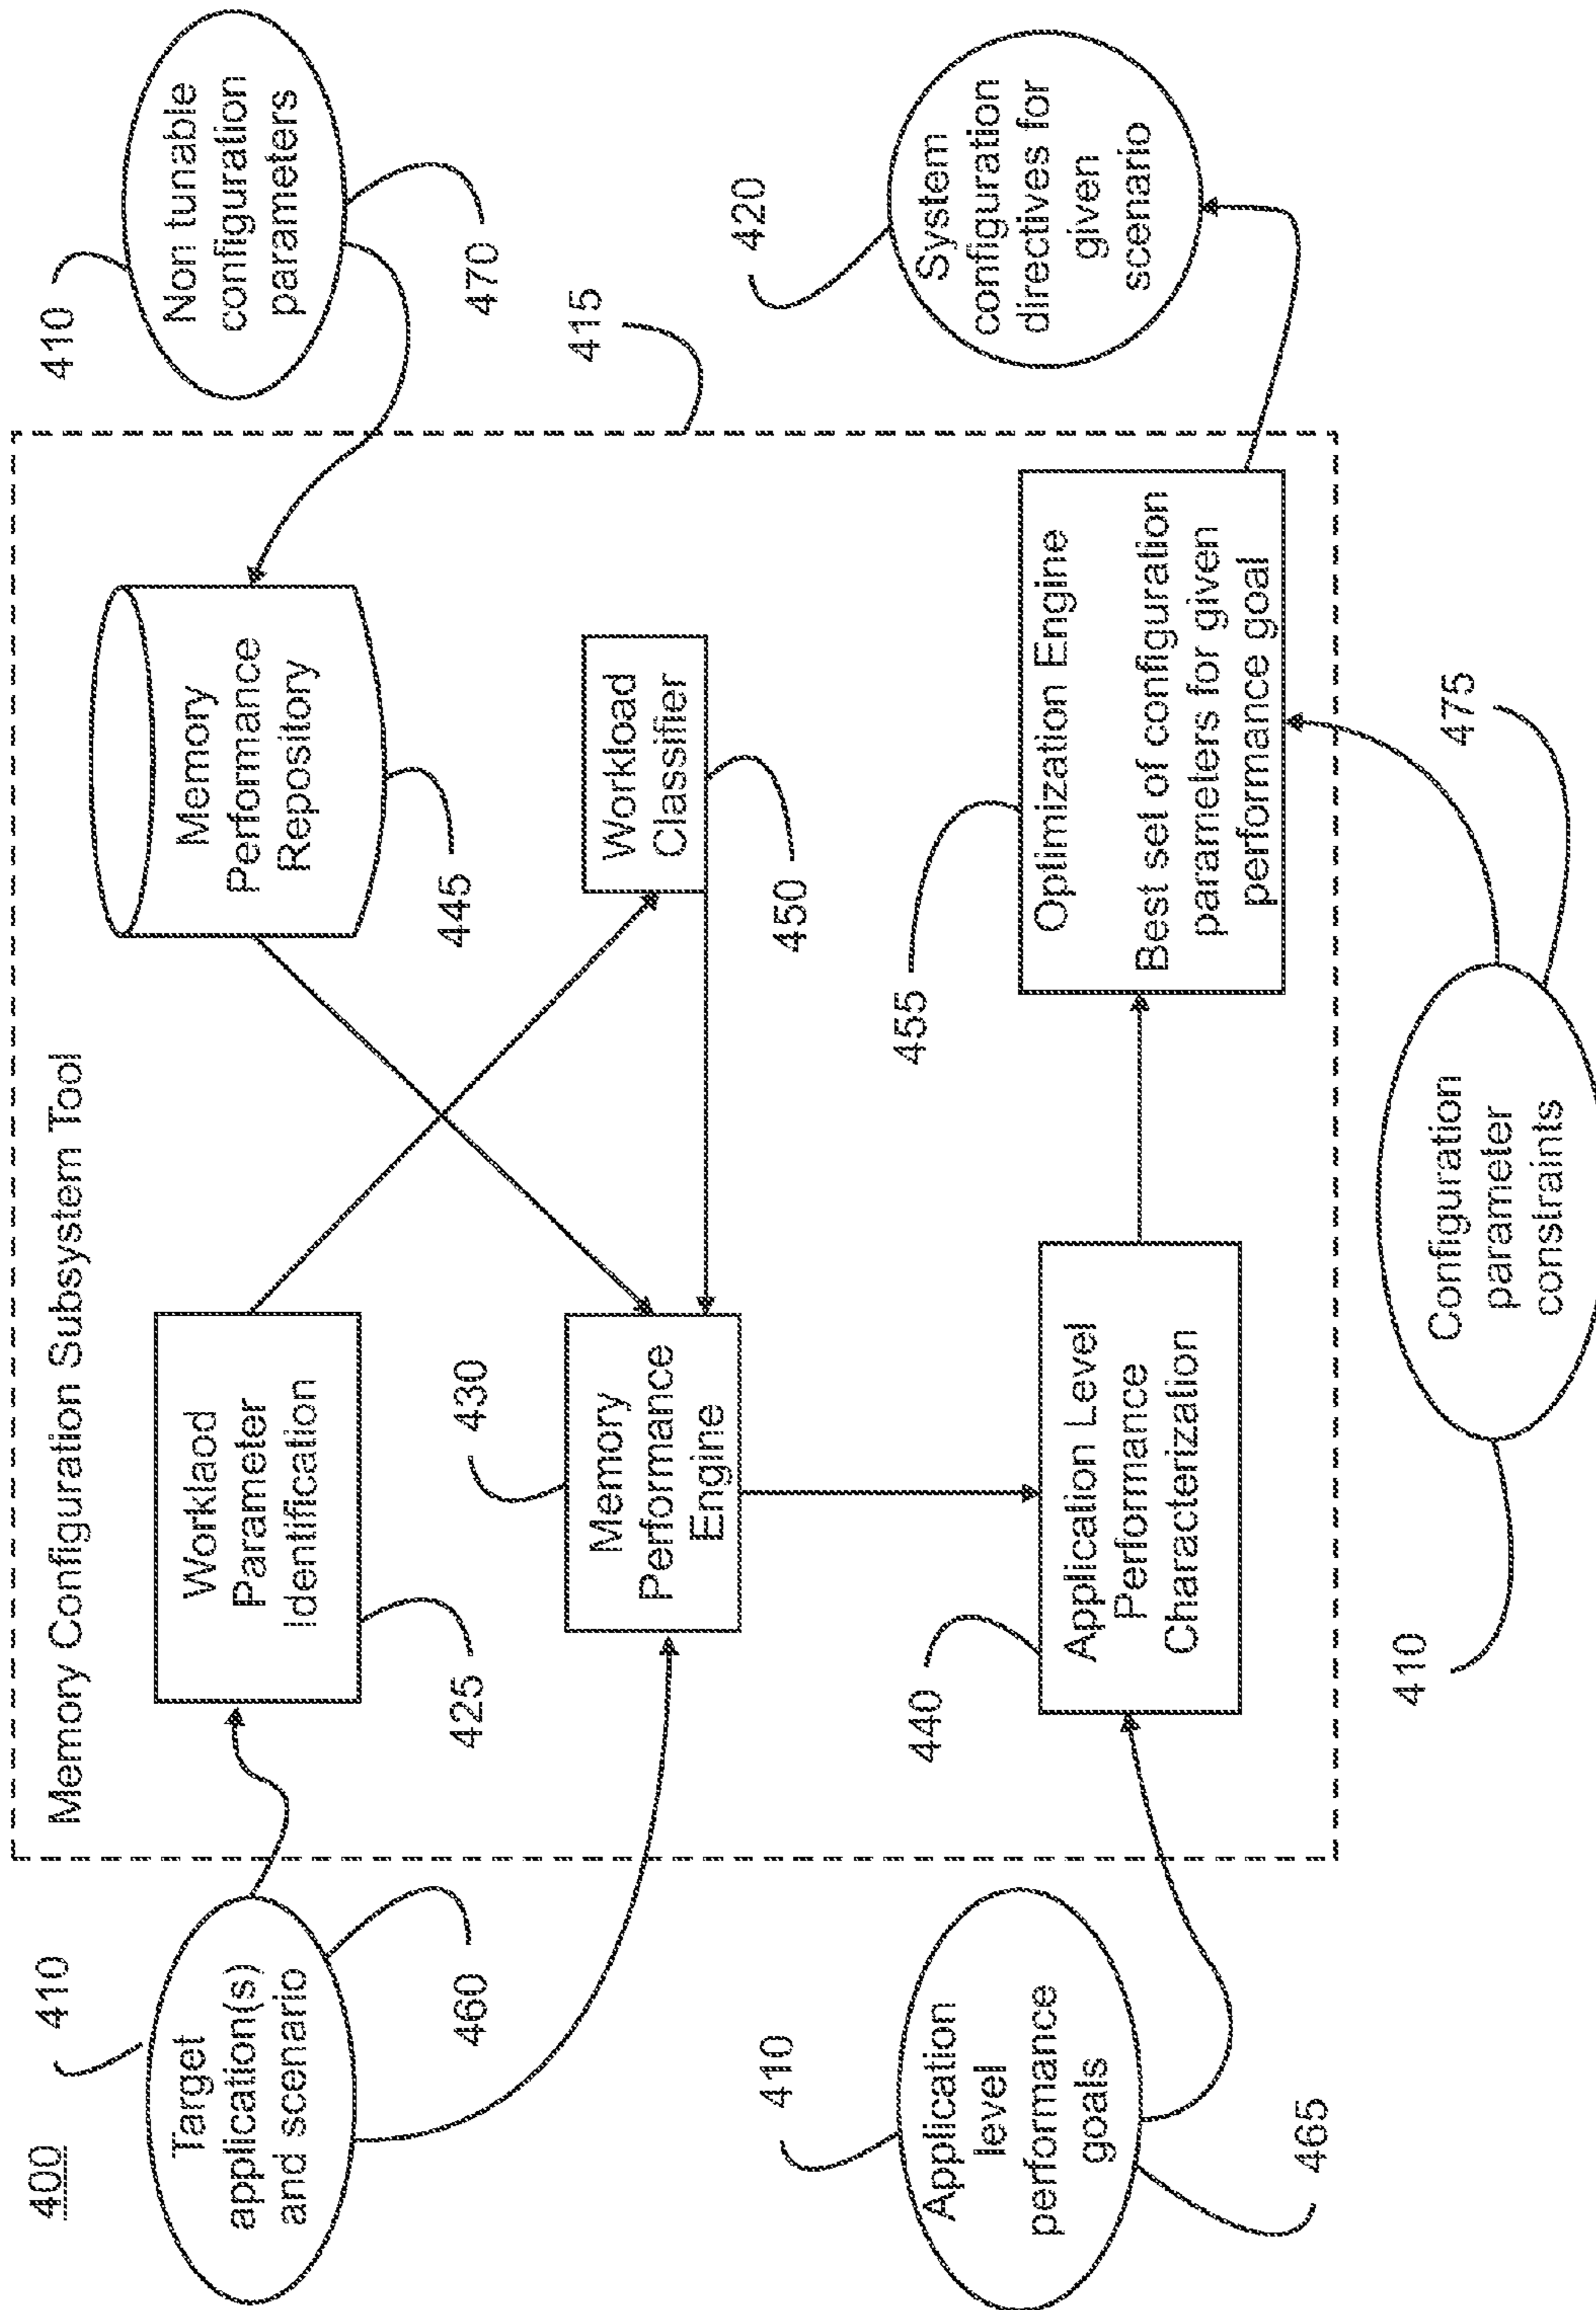 400
410
Target
application(s)
and scenario
460
410
Application
level
performance
goals
465
Memory Configuration Subsystem Tool
Worklaod
Parameter
Identification
425
430
Memory
Performance
Engine
440
Application Level
Performance
Characterization
Memory
Performance
Repository
445
Workload
Classifier
450
455
Optimization Engine
Best set of configuration
parameters for given
performance goal
410
Configuration
parameter
constraints
475
410
Non tunable
configuration
parameters
470
415
420
System
configuration
directives for
given
scenario